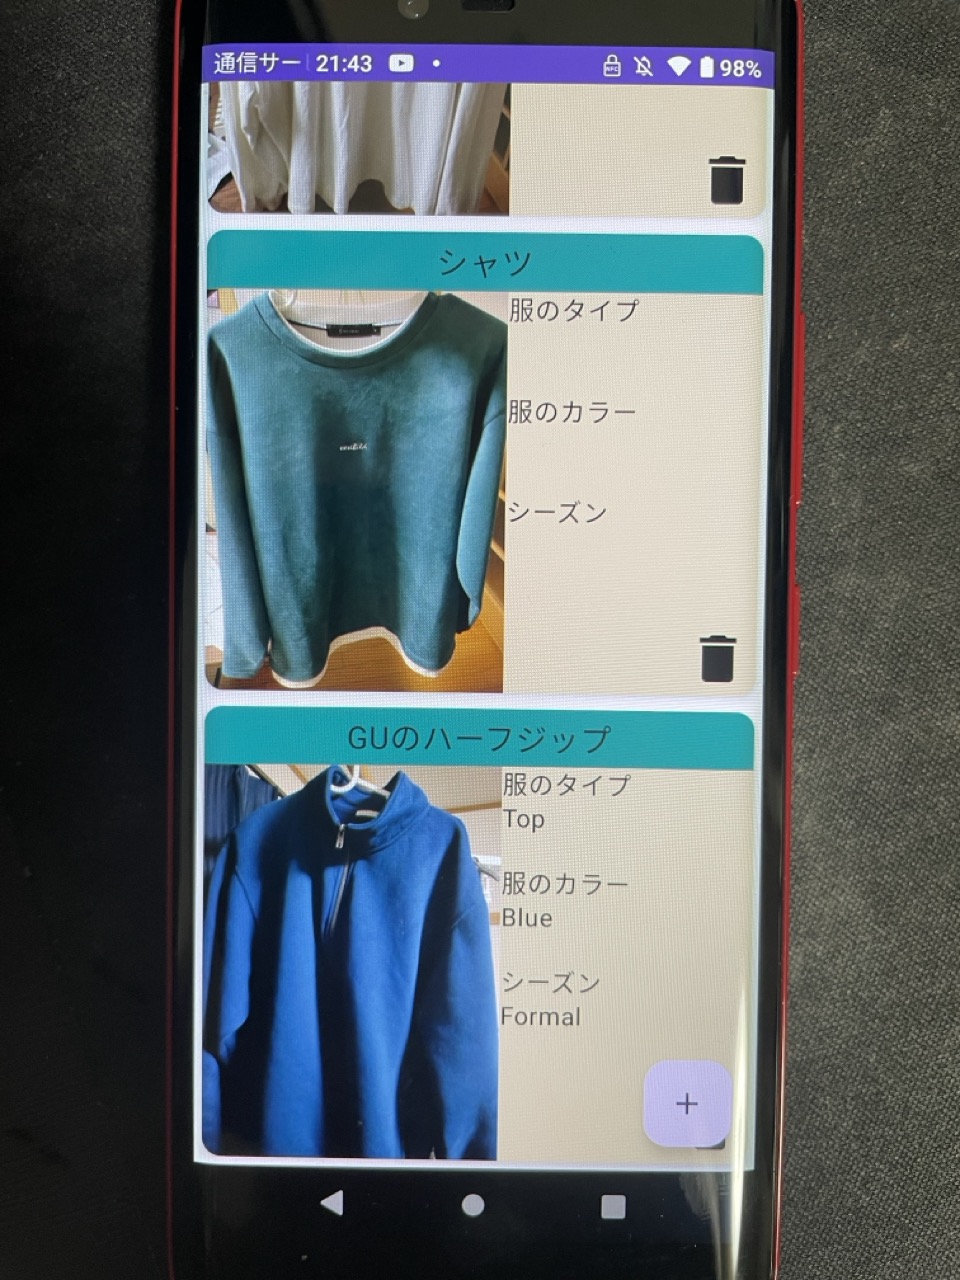 通信サー 21:43
98%
シャツ
服のタイプ
服のカラー
シーズン
GUのハーフジップ
服のタイプ
Top
服のカラー
Blue
シーズン
Formal
+